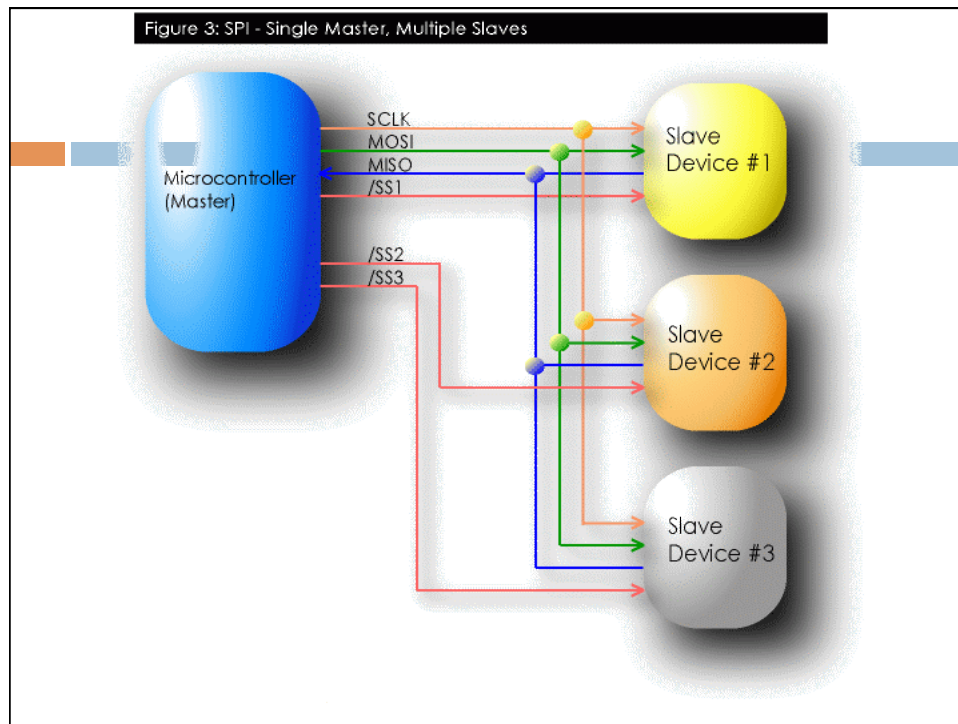 Figure 3: SPI - Single Master, Multiple Slaves
SCLK
MOSI
MISO
/SS1
Microcontroller
(Master)
/SS2
/SS3
Slave
Device #1
Slave
Device #2
Slave
Device #3